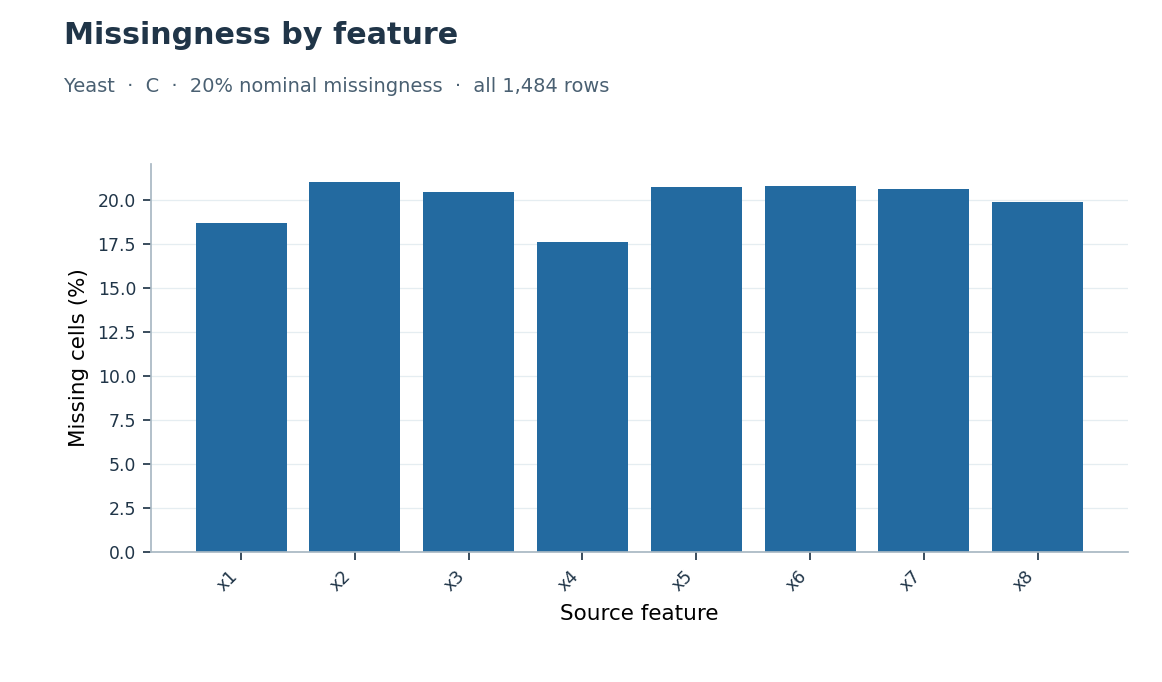 Missingness by feature
Yeast · C · 20% nominal missingness · all 1,484 rows
Missing cells (%)
20.0
17.5
15.0
12.5
10.0
7.5
5.0
2.5
0.0
x1 x2 x3 x4 x5 x6 x7 x8
Source feature